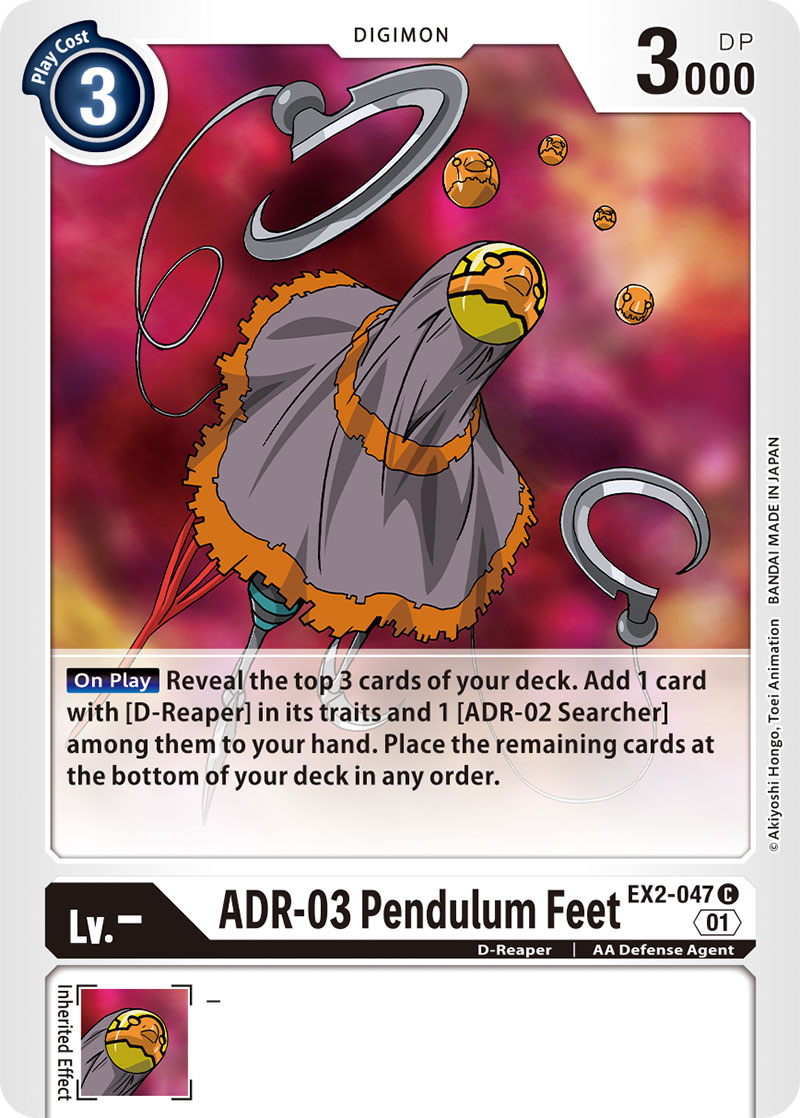 DIGIMON
Play Cost
3
DP
3000
On Play Reveal the top 3 cards of your deck. Add 1 card
with [D-Reaper] in its traits and 1 [ADR-02 Searcher]
among them to your hand. Place the remaining cards at
the bottom of your deck in any order.
© Akiyoshi Hongo, Toei Animation BANDAI MADE IN JAPAN
Lv.–
ADR-03 Pendulum Feet
EX2-047 C
01
D-Reaper | AA Defense Agent
Inherited Effect
–